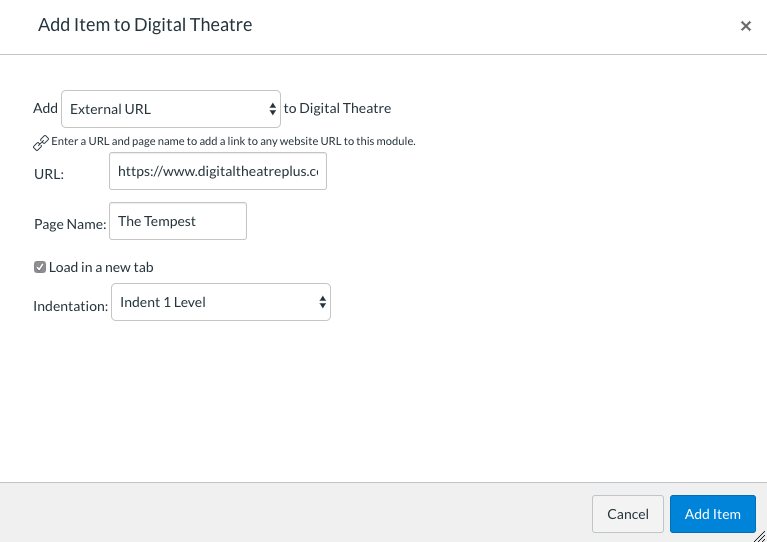 Add Item to Digital Theatre
×
Add External URL to Digital Theatre
Enter a URL and page name to add a link to any website URL to this module.
URL: https://www.digitaltheatreplus.c
Page Name: The Tempest
Load in a new tab
Indentation: Indent 1 Level
Cancel Add Item